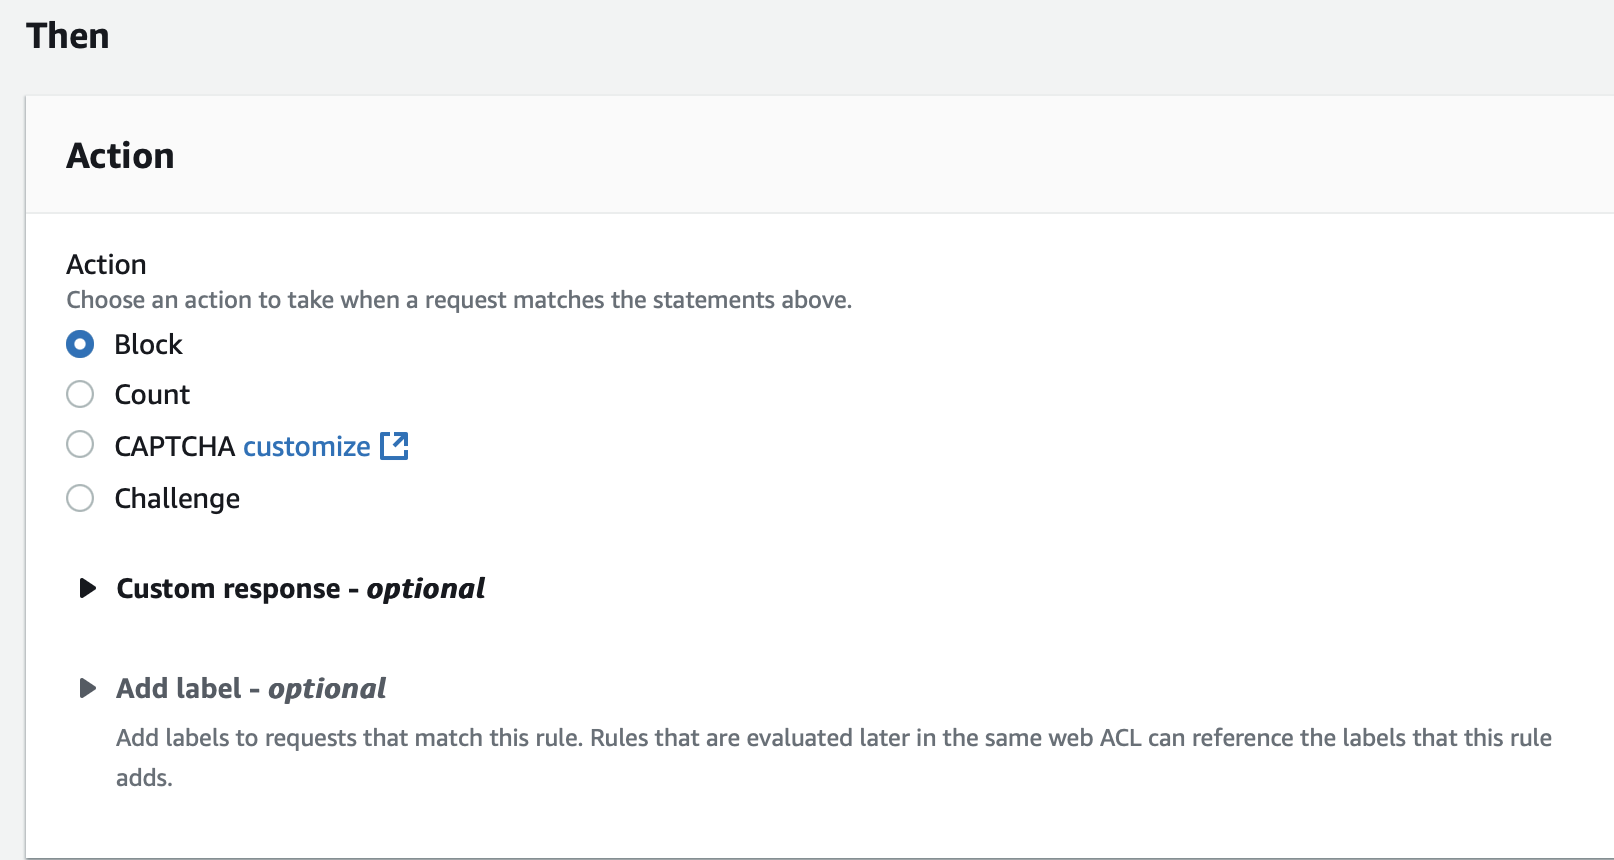 Then
Action
Action
Choose an action to take when a request matches the statements above.
Block
Count
CAPTCHA customize
Challenge
Custom response - optional
Add label - optional
Add labels to requests that match this rule. Rules that are evaluated later in the same web ACL can reference the labels that this rule
adds.